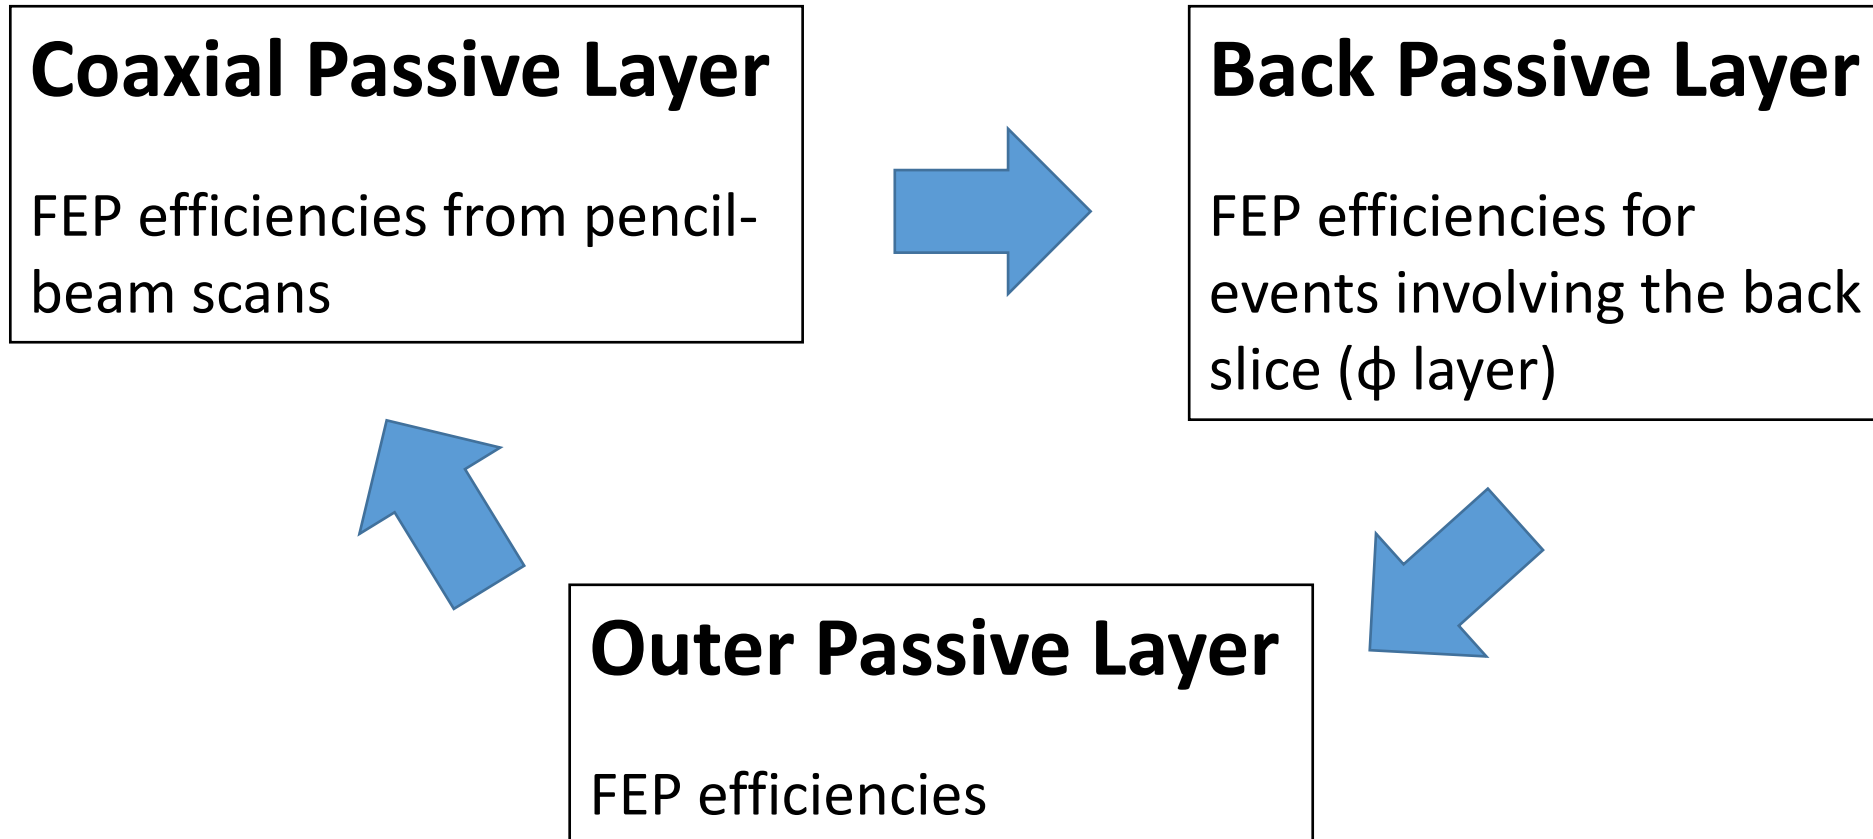 Coaxial Passive Layer
FEP efficiencies from pencil-
beam scans
Back Passive Layer
FEP efficiencies for
events involving the back
slice (ϕ layer)
Outer Passive Layer
FEP efficiencies